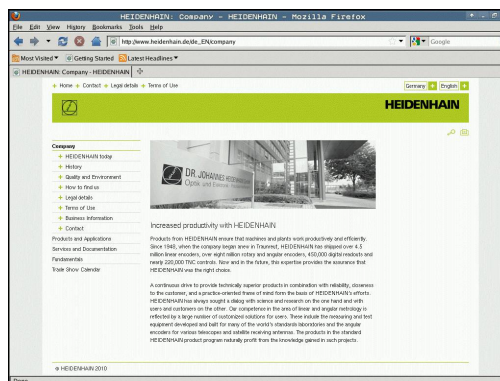 HEIDENHAIN: Company - HEIDENHAIN - Mozilla Firefox
File Edit View History Bookmarks Tools Help
http://www.heidenhain.de/de_EN/company
Google
Most Visited Getting Started Latest Headlines
HEIDENHAIN: Company - HEIDENHAIN
+ Home + Contact + Legal details + Terms of Use
Germany + English +
HEIDENHAIN
Company
+ HEIDENHAIN today
+ History
+ Quality and Environment
+ How to find us
+ Legal details
+ Terms of Use
+ Business Information
+ Contact
Products and Applications
Services and Documentation
Fundamentals
Trade Show Calendar
DR. JOHANNES HEIDENHAIN
Optik und Elektronik
Increased productivity with HEIDENHAIN
Products from HEIDENHAIN ensure that machines and plants work productively and efficiently.
Since 1948, when the company began anew in Traunreut, HEIDENHAIN has shipped over 4.5
million linear encoders, over eight million rotary and angular encoders, 450,000 digital readouts and
nearly 220,000 TNC controls. Now and in the future, this expertise provides the assurance that
HEIDENHAIN was the right choice.
A continuous drive to provide technically superior products in combination with reliability, closeness
to the customer, and a practice-oriented frame of mind form the basis of HEIDENHAIN's efforts.
HEIDENHAIN has always sought a dialog with science and research on the one hand and with
users and customers on the other. Our competence in the area of linear and angular metrology is
reflected by a large number of customized solutions for users. These include the measuring and test
equipment developed and built for many of the world's standards laboratories and the angular
encoders for various telescopes and satellite receiving antennas. The products in the standard
HEIDENHAIN product program naturally profit from the knowledge gained in such projects.
© HEIDENHAIN 2010
Done